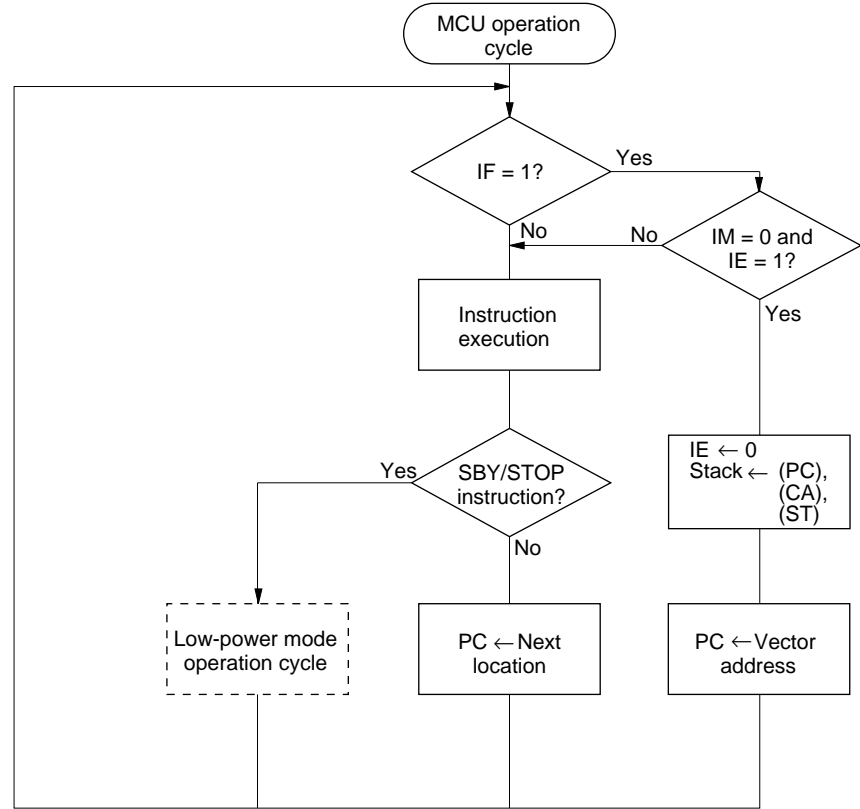 MCU operation
cycle
IF = 1?
Yes
No
No
IM = 0 and
IE = 1?
Yes
Instruction
execution
IE ← 0
Stack ← (PC),
(CA),
(ST)
Yes
SBY/STOP
instruction?
No
Low-power mode
operation cycle
PC ← Next
location
PC ← Vector
address